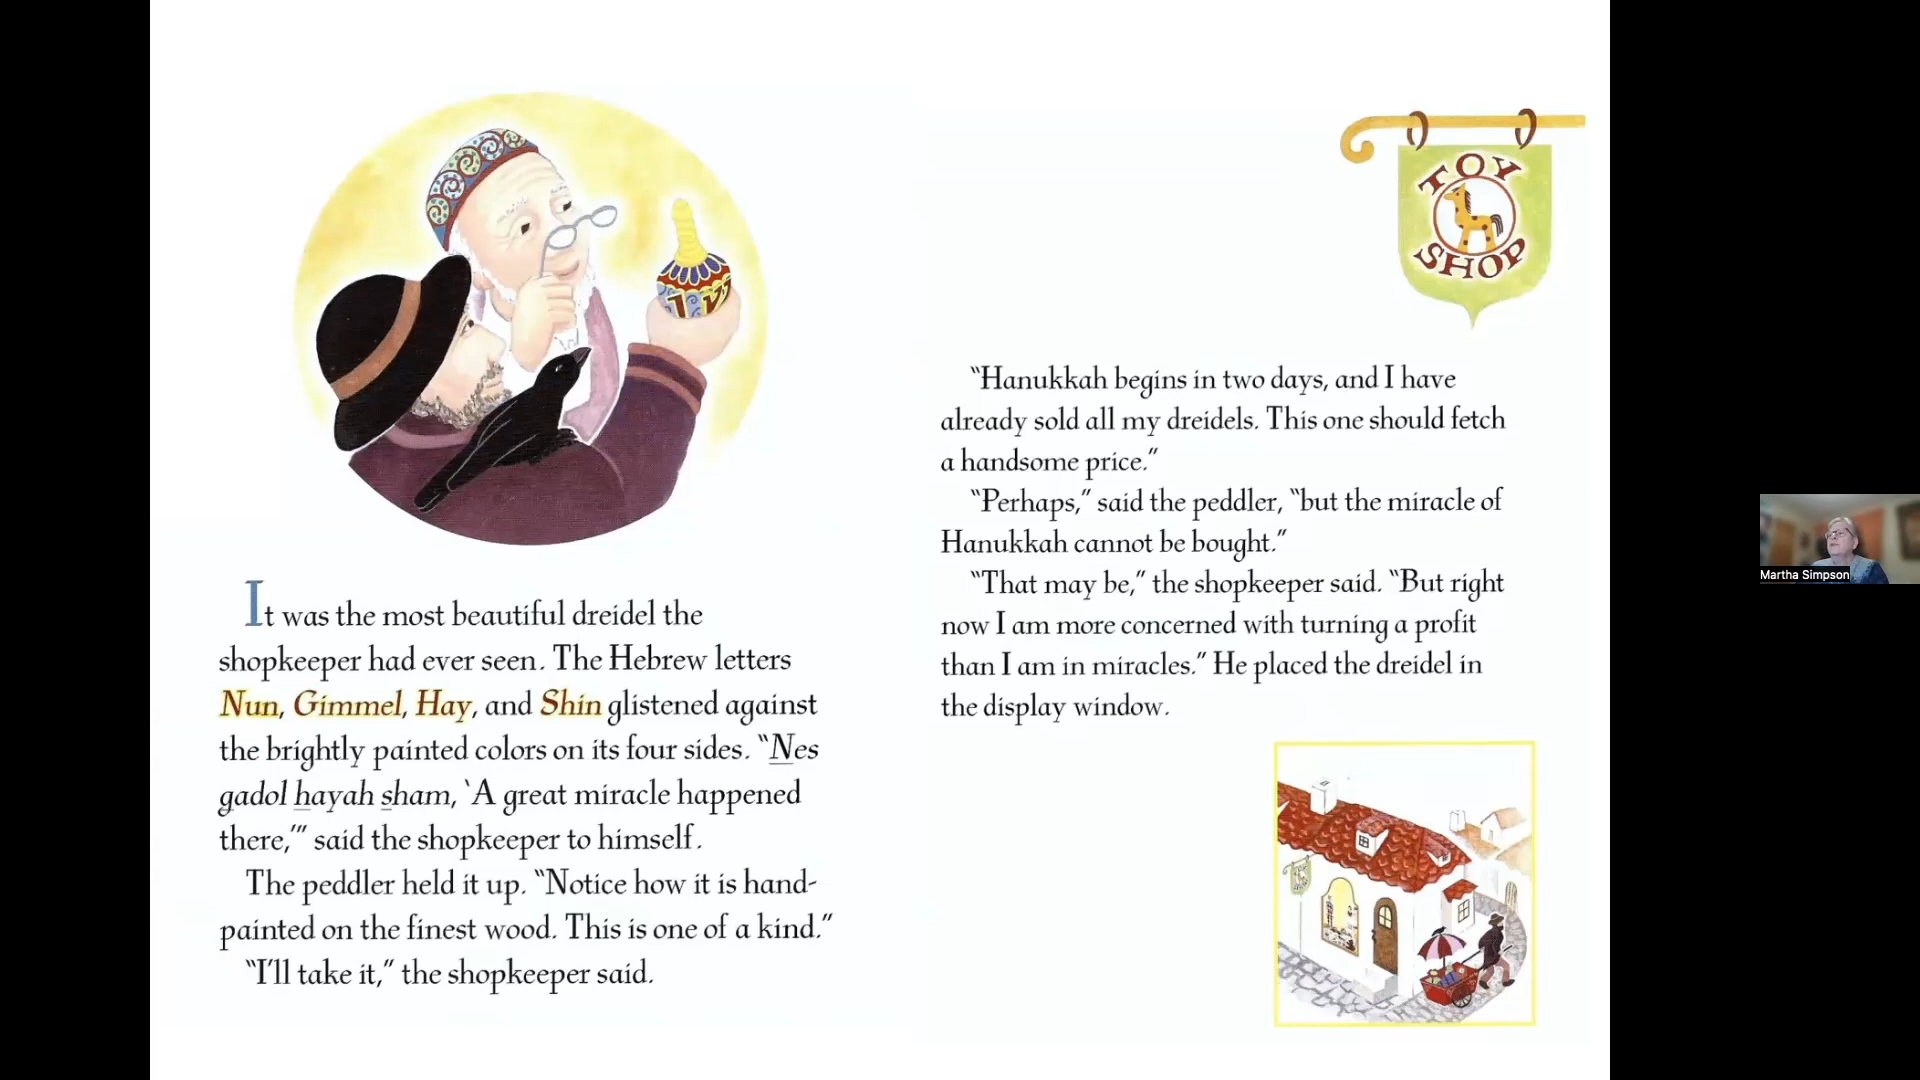 It was the most beautiful dreidel the
shopkeeper had ever seen. The Hebrew letters
Nun, Gimmel, Hay, and Shin glistened against
the brightly painted colors on its four sides. “Nes
gadol hayah sham, ‘A great miracle happened
there,’” said the shopkeeper to himself.
The peddler held it up. “Notice how it is hand-
painted on the finest wood. This is one of a kind.”
“I’ll take it,” the shopkeeper said.
TOY
SHOP
“Hanukkah begins in two days, and I have
already sold all my dreidels. This one should fetch
a handsome price.”
“Perhaps,” said the peddler, “but the miracle of
Hanukkah cannot be bought.”
“That may be,” the shopkeeper said. “But right
now I am more concerned with turning a profit
than I am in miracles.” He placed the dreidel in
the display window.
Martha Simpson